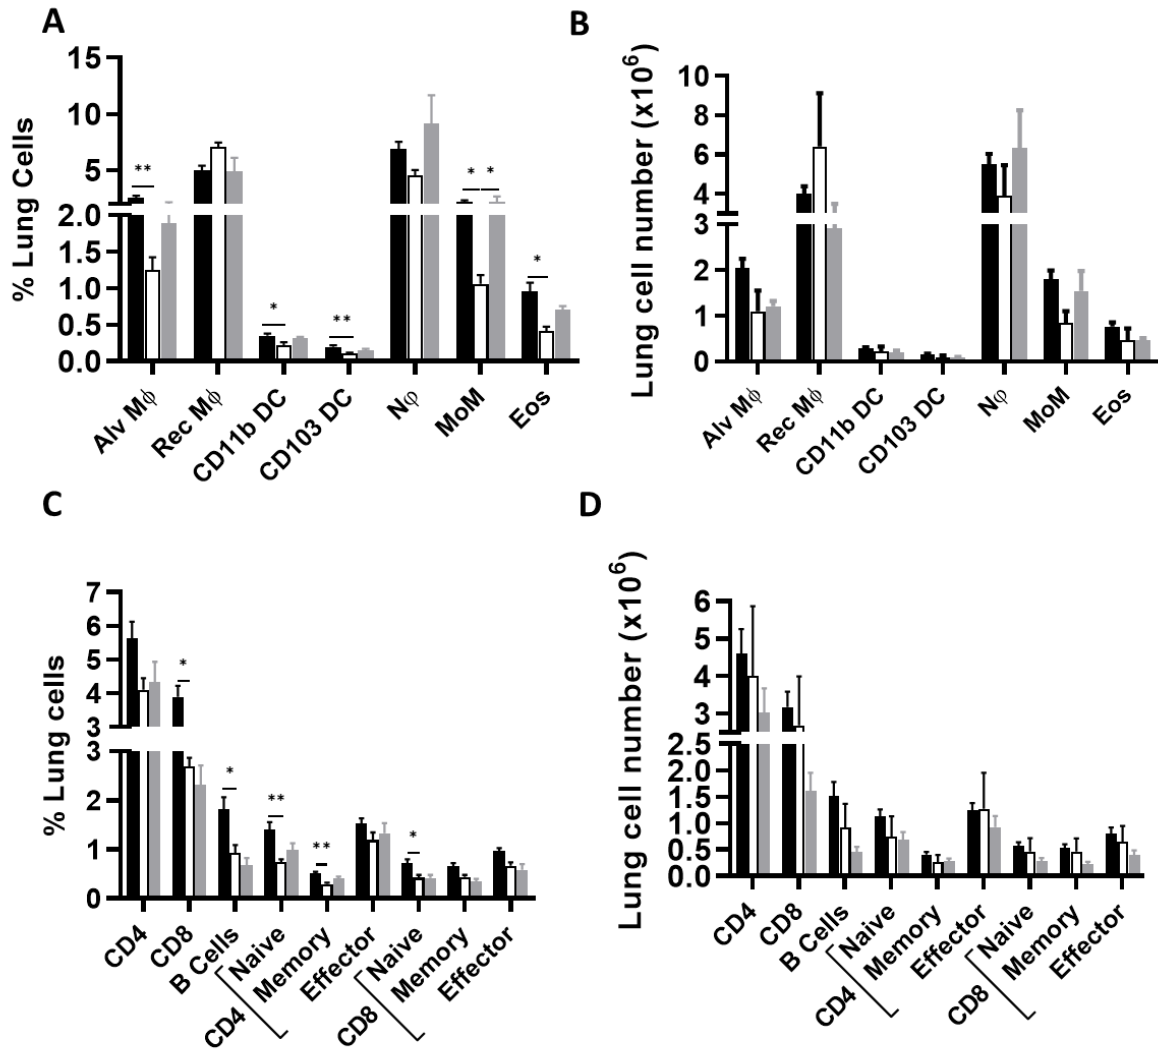 A
% Lung Cells
15
10
5
2.0
1.5
1.0
0.5
0.0
**
*
**
* *
*
Alv Mϕ
Rec Mϕ
CD11b DC
CD103 DC
Nφ
MoM
Eos
B
Lung cell number (x10⁶)
10
8
6
4
3
2
1
0
Alv Mϕ
Rec Mϕ
CD11b DC
CD103 DC
Nφ
MoM
Eos
C
% Lung cells
7
6
5
4
3
3
2
1
0
*
*
**
**
*
CD4
CD8
B Cells
Naive
Memory
Effector
Naive
Memory
Effector
CD4
CD8
D
Lung cell number (x10⁶)
6
5
4
3
2.5
2.0
1.5
1.0
0.5
0.0
CD4
CD8
B Cells
Naive
Memory
Effector
Naive
Memory
Effector
CD4
CD8